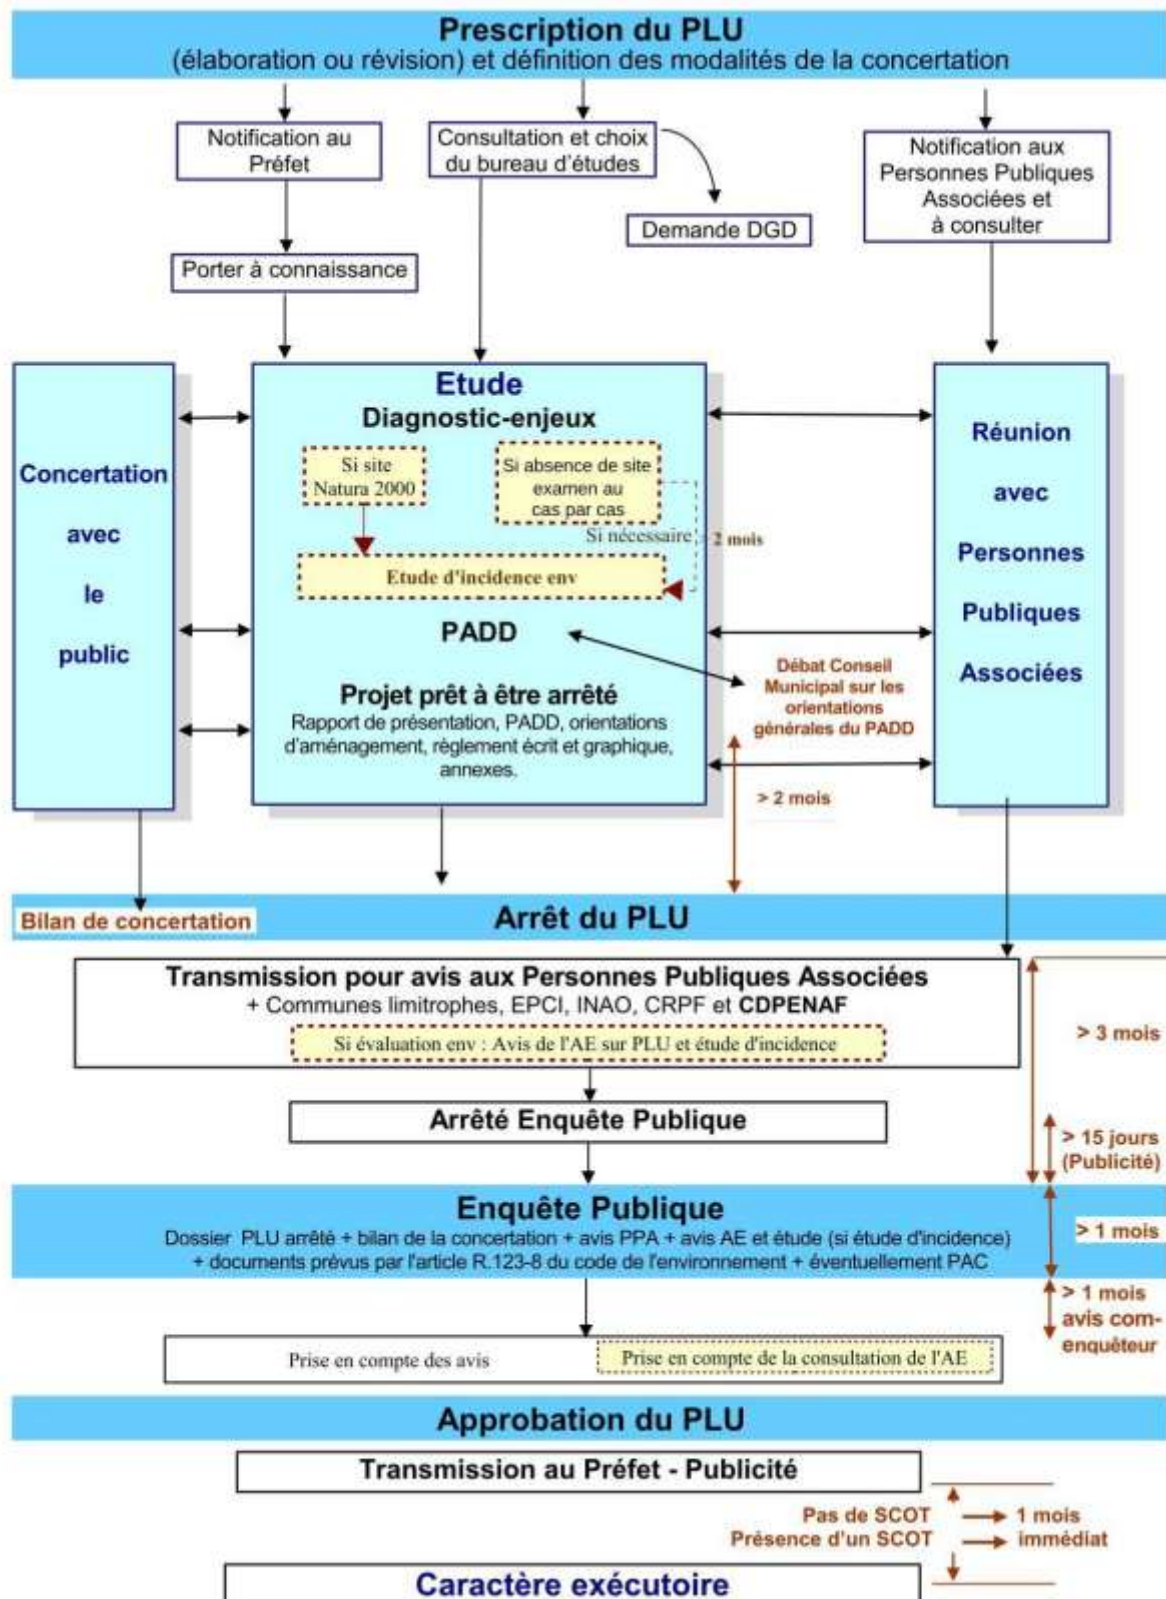 Prescription du PLU
(élaboration ou révision) et définition des modalités de la concertation
Notification au
Préfet
Consultation et choix
du bureau d'études
Notification aux
Personnes Publiques
Associées et
à consulter
Demande DGD
Porter à connaissance
Concertation
avec
le
public
Etude
Diagnostic-enjeux
Si site
Natura 2000
Si absence de site
examen au
cas par cas
Si nécessaire
2 mois
Etude d'incidence env
PADD
Projet prêt à être arrêté
Rapport de présentation, PADD, orientations
d'aménagement, règlement écrit et graphique,
annexes.
Débat Conseil
Municipal sur les
orientations
générales du PADD
> 2 mois
Réunion
avec
Personnes
Publiques
Associées
Bilan de concertation
Arrêt du PLU
Transmission pour avis aux Personnes Publiques Associées
+ Communes limitrophes, EPCI, INAO, CRPF et CDPENAF
Si évaluation env : Avis de l'AE sur PLU et étude d'incidence
> 3 mois
Arrêté Enquête Publique
> 15 jours
(Publicité)
Enquête Publique
Dossier PLU arrêté + bilan de la concertation + avis PPA + avis AE et étude (si étude d'incidence)
+ documents prévus par l'article R.123-8 du code de l'environnement + éventuellement PAC
> 1 mois
> 1 mois
avis com-
enquêteur
Prise en compte des avis
Prise en compte de la consultation de l'AE
Approbation du PLU
Transmission au Préfet - Publicité
Pas de SCOT
1 mois
Présence d'un SCOT
immédiat
Caractère exécutoire